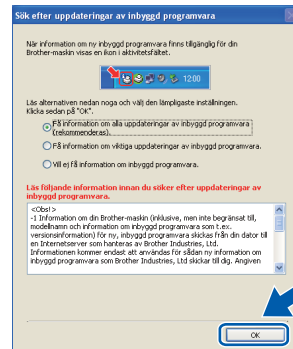 Sök efter uppdateringar av inbyggd programvara
När information om ny inbyggd programvara finns tillgänglig för din
Brother-maskin visas en ikon i aktivitetsfältet.
12:00
Läs alternativen nedan noga och välj den lämpligaste inställningen.
Klicka sedan på "OK".
Få information om alla uppdateringar av inbyggd programvara
(rekommenderas).
Få information om viktiga uppdateringar av inbyggd programvara.
Vill ej få information om inbyggd programvara.
Läs följande information innan du söker efter uppdateringar av
inbyggd programvara.
<Obs!>
-1 Information om din Brother-maskin (inklusive, men inte begränsat till,
modellnamn och information om inbyggd programvara som t.ex.
versionsinformation) för ny, inbyggd programvara skickas från din dator till
en Internetserver som hanteras av Brother Industries, Ltd.
Informationen kommer endast att användas för sådan ny information om
inbyggd programvara som Brother Industries, Ltd skickar till dig. Angiven
OK